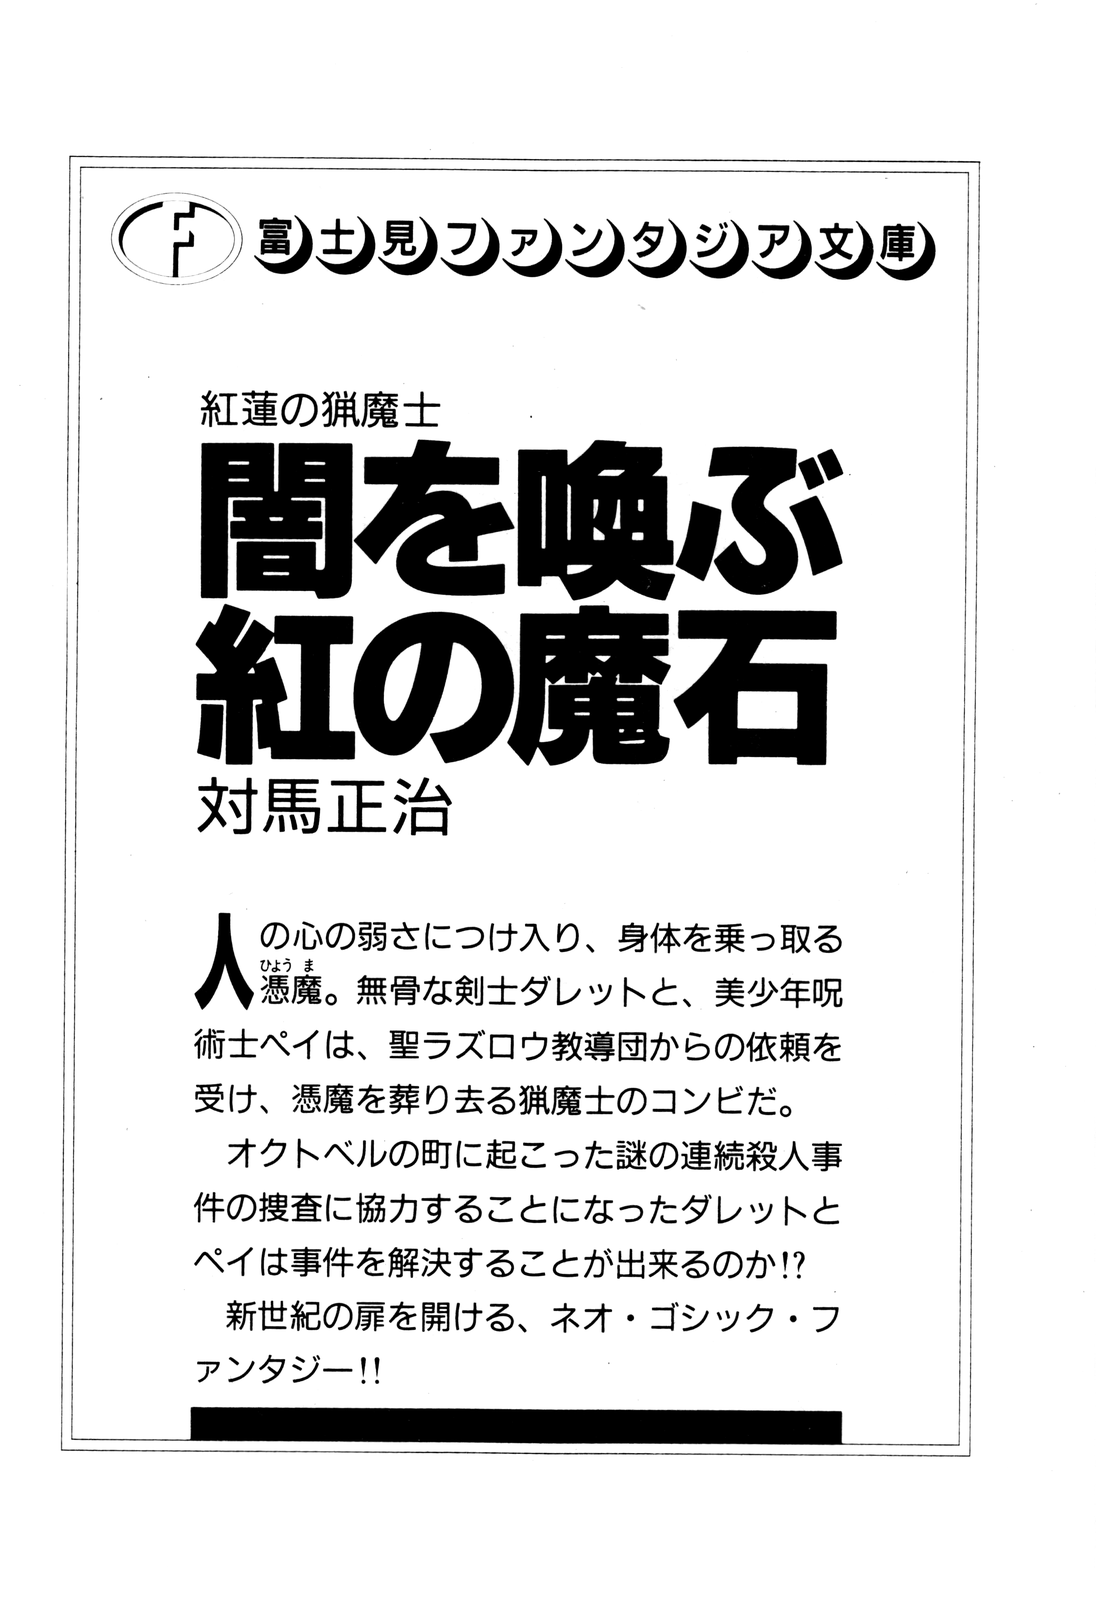 富士見ファンタジア文庫
紅蓮の猟魔士
闇を喚ぶ
紅の魔石
対馬正治
人の心の弱さにつけ入り、身体を乗っ取る
ひょうま
憑魔。無骨な剣士ダレットと、美少年呪
術士ペイは、聖ラズロウ教導団からの依頼を
受け、憑魔を葬り去る猟魔士のコンビだ。
オクトベルの町に起こった謎の連続殺人事
件の捜査に協力することになったダレットと
ペイは事件を解決することが出来るのか!?
新世紀の扉を開ける、ネオ・ゴシック・フ
ァンタジー!!